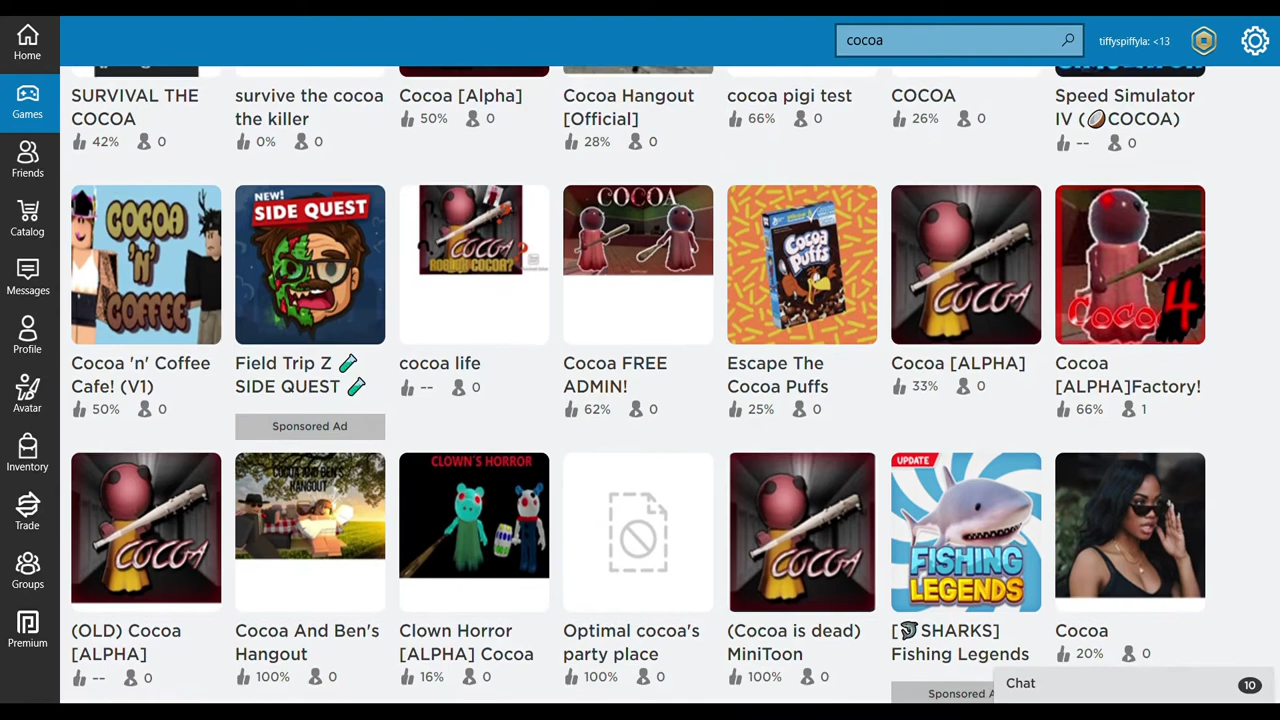 Home
Games
Friends
Catalog
Messages
Profile
Avatar
Inventory
Trade
Groups
Premium
cocoa
tiffyspiffyla: <13
SURVIVAL THE
COCOA
42% 0
survive the cocoa
the killer
0% 0
Cocoa [Alpha]
50% 0
Cocoa Hangout
[Official]
28% 0
cocoa pigi test
66% 0
COCOA
26% 0
Speed Simulator
IV (🥥COCOA)
-- 0
COCOA
'N'
COFFEE
Cocoa 'n' Coffee
Cafe! (V1)
50% 0
NEW!
SIDE QUEST
Field Trip Z 🧪
SIDE QUEST 🧪
Sponsored Ad
COCOA
cocoa life
-- 0
COCOA
Cocoa FREE
ADMIN!
62% 0
Cocoa
Puffs
Escape The
Cocoa Puffs
25% 0
COCOA
Cocoa [ALPHA]
33% 0
Coco 4
Cocoa
[ALPHA]Factory!
66% 1
COCOA
(OLD) Cocoa
[ALPHA]
-- 0
COCOA AND BEN'S
HANGOUT
Cocoa And Ben's
Hangout
100% 0
CLOWN'S HORROR
Clown Horror
[ALPHA] Cocoa
16% 0
Optimal cocoa's
party place
100% 0
COCOA
(Cocoa is dead)
MiniToon
100% 0
UPDATE
FISHING
LEGENDS
[🦈SHARKS]
Fishing Legends
Sponsored A
Cocoa
20% 0
Chat
10